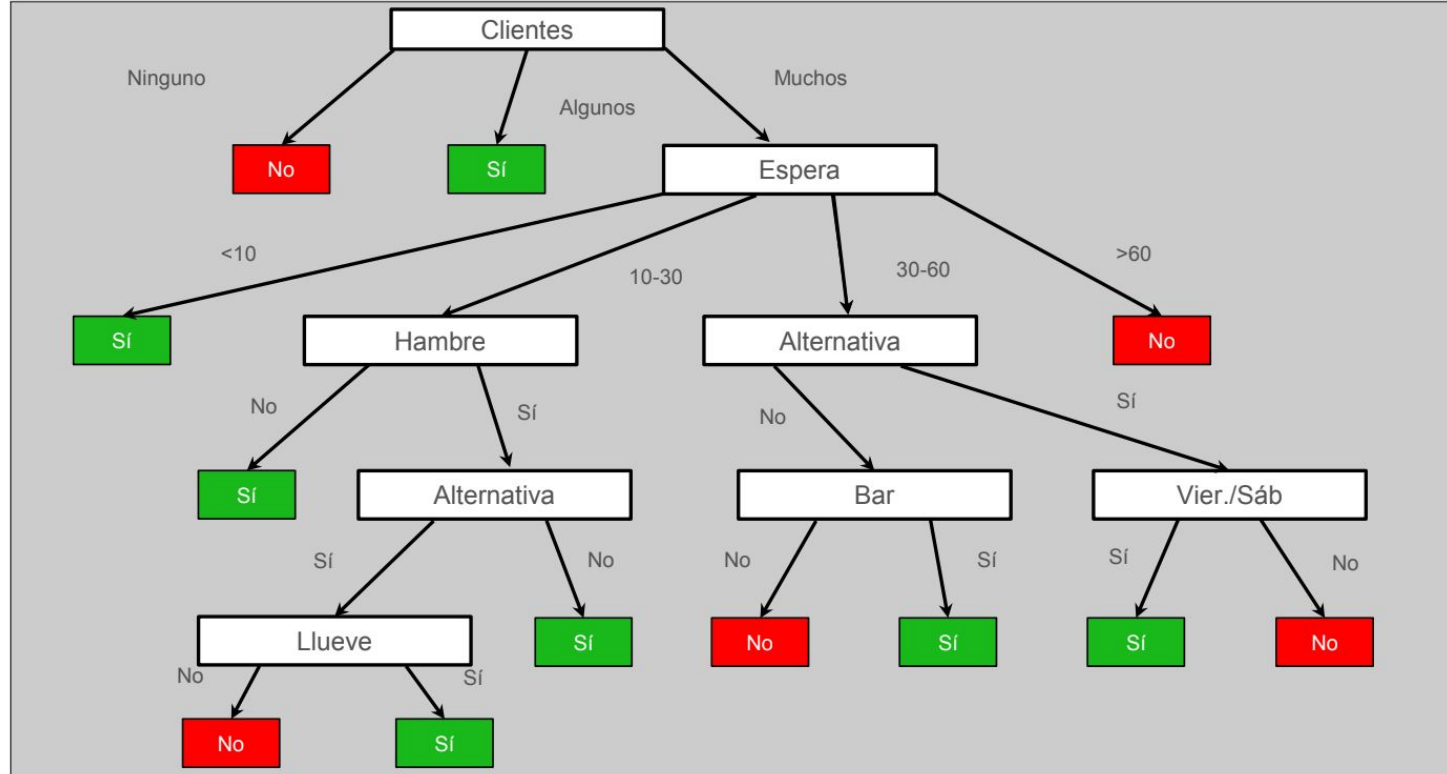 Clientes
Ninguno
Muchos
Algunos
No
Sí
Espera
<10
10-30
30-60
>60
Sí
Hambre
Alternativa
No
No
Sí
No
Sí
Sí
Alternativa
Bar
Vier./Sáb
Sí
No
No
Sí
Sí
No
Llueve
Sí
No
Sí
Sí
No
No
Sí
No
Sí